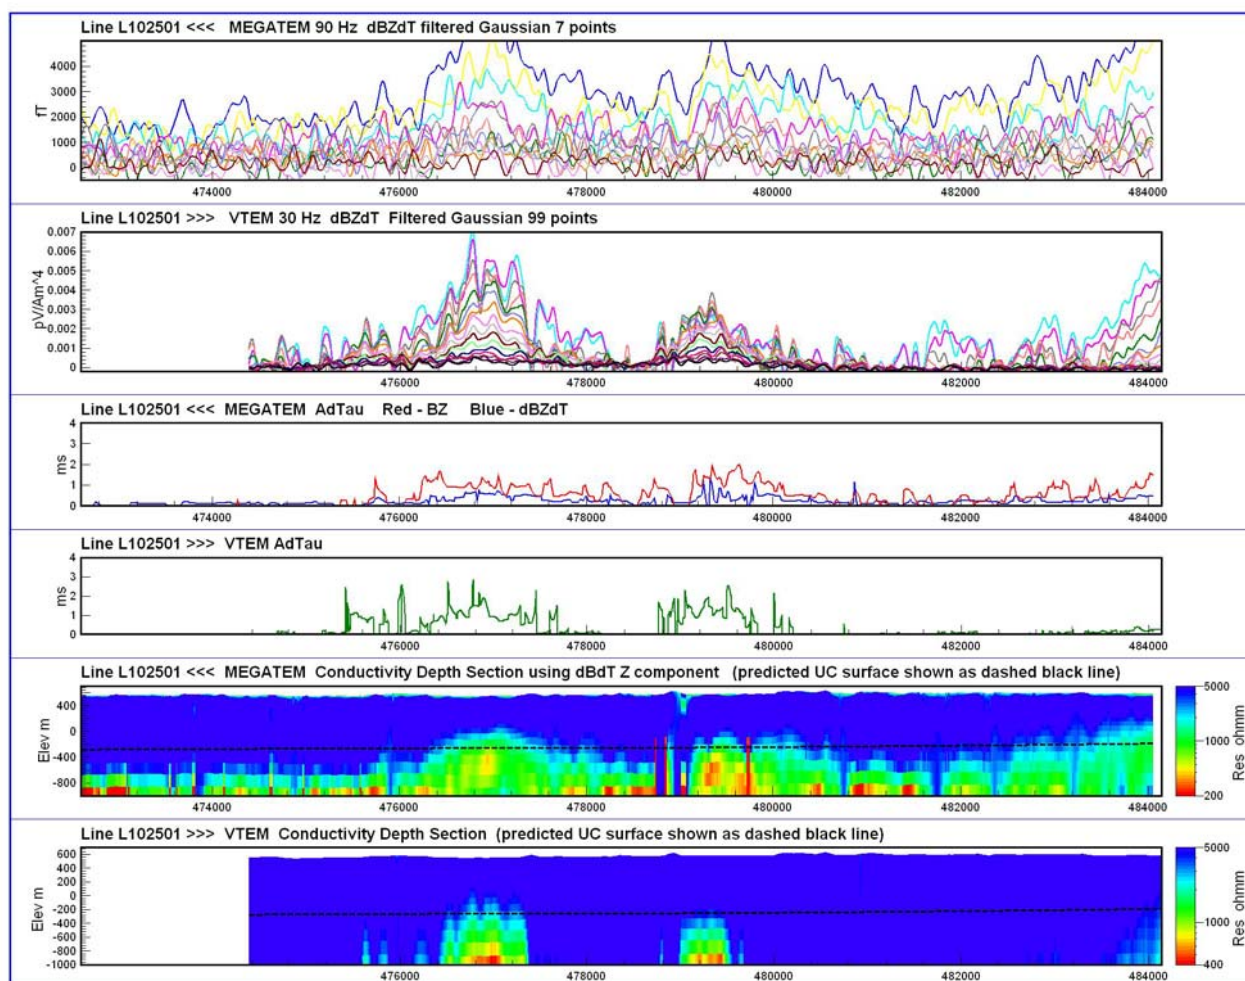 Line L102501 <<< MEGATEM 90 Hz dBZdT filtered Gaussian 7 points
4000
3000
2000
1000
0
fT
474000 476000 478000 480000 482000 484000
Line L102501 >>> VTEM 30 Hz dBZdT Filtered Gaussian 99 points
0.007
0.006
0.005
0.004
0.003
0.002
0.001
0
pV/Am^4
476000 478000 480000 482000 484000
Line L102501 <<< MEGATEM AdTau Red - BZ Blue - dBZdT
4
3
2
1
0
ms
474000 476000 478000 480000 482000 484000
Line L102501 >>> VTEM AdTau
4
3
2
1
0
ms
474000 476000 478000 480000 482000 484000
Line L102501 <<< MEGATEM Conductivity Depth Section using dBdT Z component (predicted UC surface shown as dashed black line)
400
0
-400
-800
Elev m
474000 476000 478000 480000 482000 484000
5000
1000
200
Res ohmm
Line L102501 >>> VTEM Conductivity Depth Section (predicted UC surface shown as dashed black line)
600
400
200
0
-200
-400
-600
-800
-1000
Elev m
476000 478000 480000 482000 484000
5000
1000
400
Res ohmm